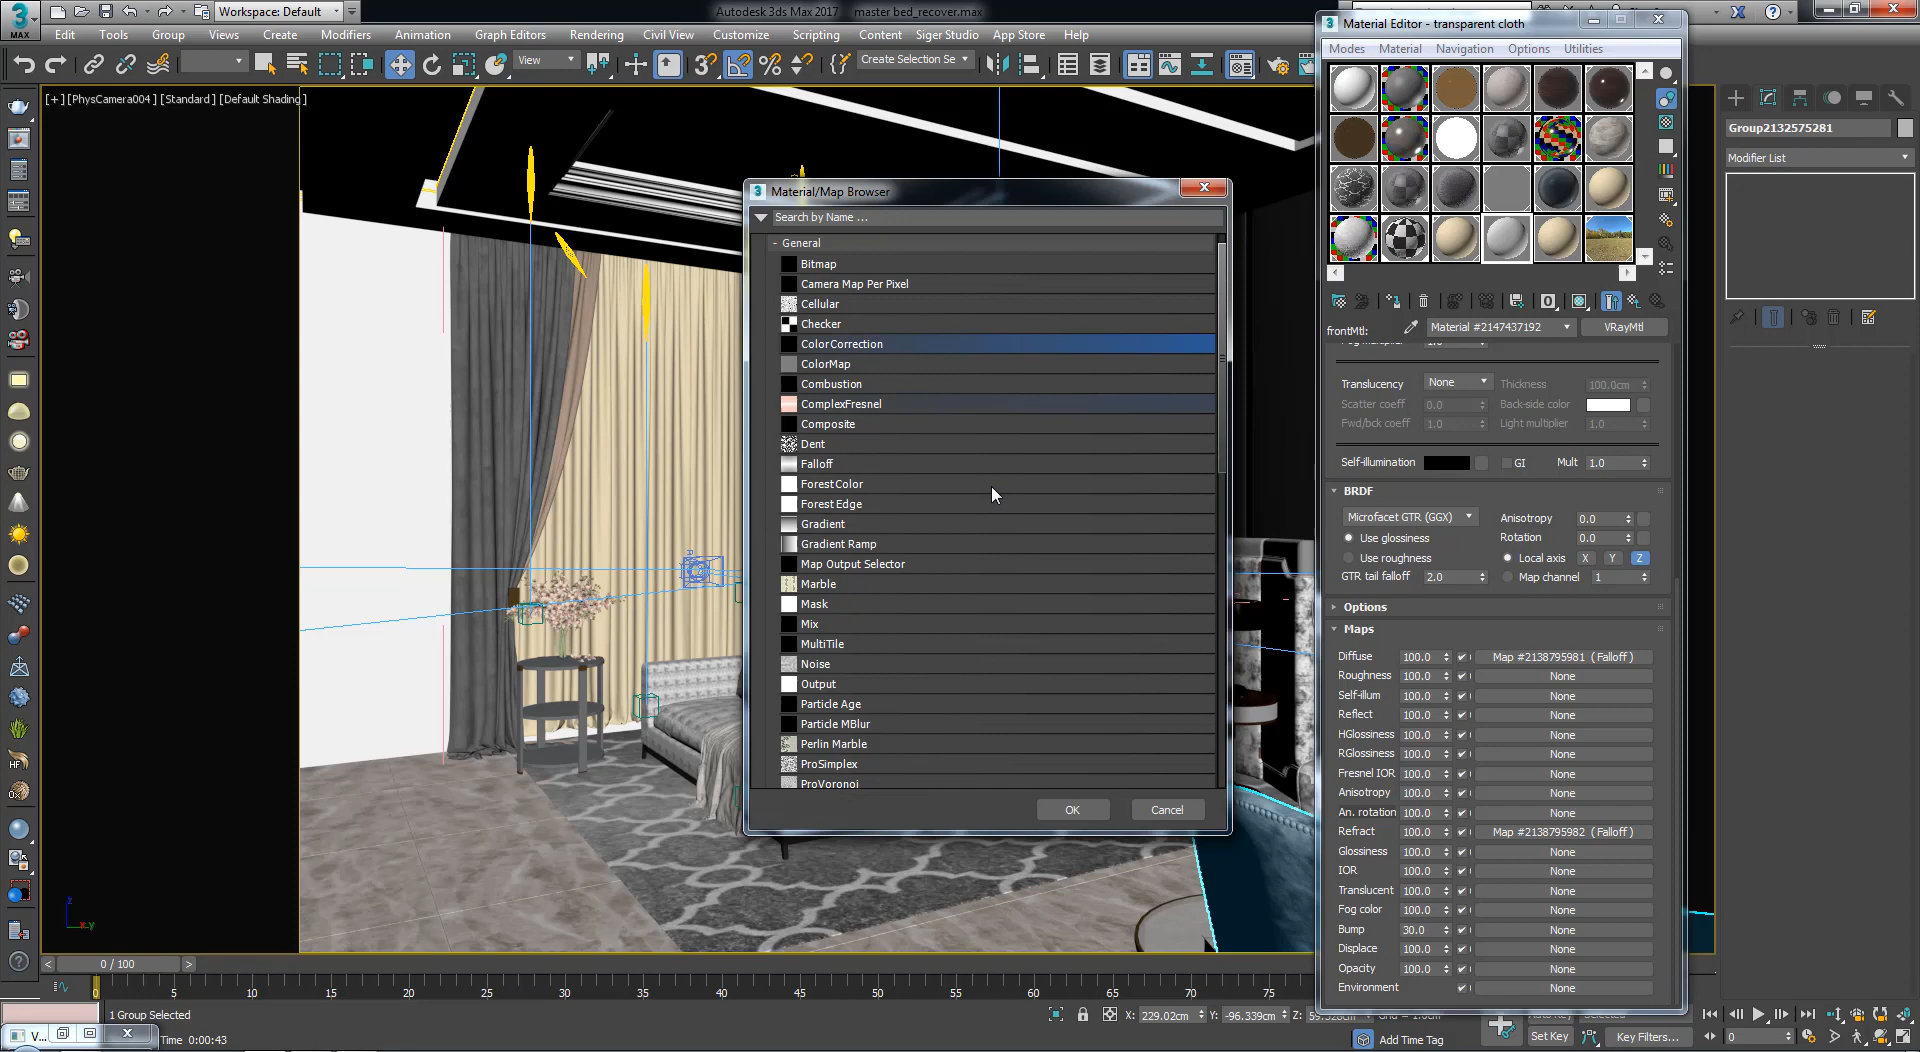 Workspace: Default
Autodesk 3ds Max 2017    master bed_recover.max
MAX
Edit Tools Group Views Create Modifiers Animation Graph Editors Rendering Civil View Customize Scripting Content Siger Studio App Store Help
View
Create Selection Se
[+] [PhysCamera004] [Standard] [Default Shading]
Material/Map Browser
Search by Name ...
- General
Bitmap
Camera Map Per Pixel
Cellular
Checker
ColorCorrection
ColorMap
Combustion
ComplexFresnel
Composite
Dent
Falloff
ForestColor
Forest Edge
Gradient
Gradient Ramp
Map Output Selector
Marble
Mask
Mix
MultiTile
Noise
Output
Particle Age
Particle MBlur
Perlin Marble
ProSimplex
ProVoronoi
OK Cancel
Material Editor - transparent cloth
Modes Material Navigation Options Utilities
frontMtl: Material #2147437192 VRayMtl
Translucency None Thickness 100.0cm
Scatter coeff 0.0 Back-side color
Fwd/bck coeff 1.0 Light multiplier 1.0
Self-illumination GI Mult 1.0
BRDF
Microfacet GTR (GGX) Anisotropy 0.0
Use glossiness Rotation 0.0
Use roughness Local axis X Y Z
GTR tail falloff 2.0 Map channel 1
Options
Maps
Diffuse 100.0 Map #2138795981 (Falloff)
Roughness 100.0 None
Self-illum 100.0 None
Reflect 100.0 None
HGlossiness 100.0 None
RGlossiness 100.0 None
Fresnel IOR 100.0 None
Anisotropy 100.0 None
An. rotation 100.0 None
Refract 100.0 Map #2138795982 (Falloff)
Glossiness 100.0 None
IOR 100.0 None
Translucent 100.0 None
Fog color 100.0 None
Bump 30.0 None
Displace 100.0 None
Opacity 100.0 None
Environment None
Group2132575281
Modifier List
HF
0 / 100
0 5 10 15 20 25 30 35 40 45 50 55 60 65 70 75
1 Group Selected
X: 229.02cm Y: -96.339cm Z:
V...
Time 0:00:43
Add Time Tag
Set Key Key Filters...
0